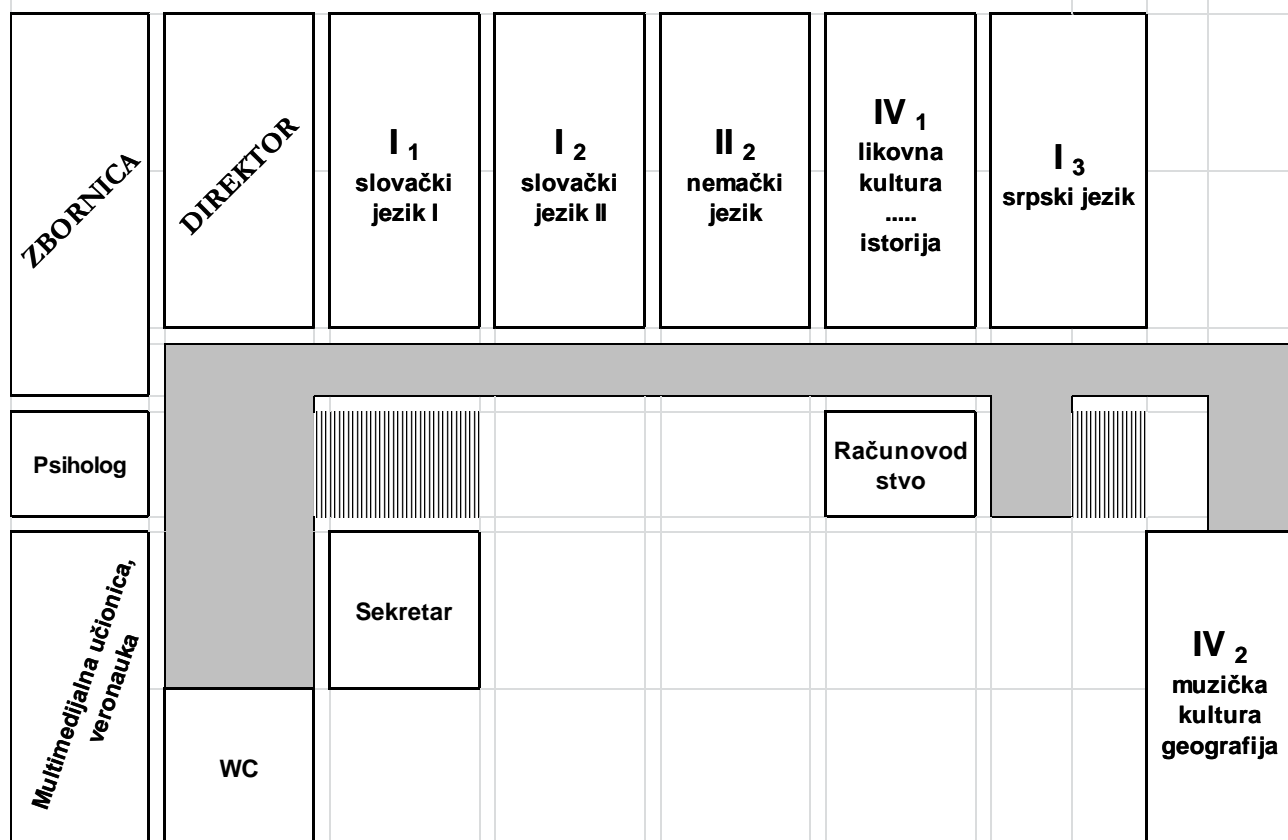 ZBORNICA
DIREKTOR
I 1
slovački
jezik I
I 2
slovački
jezik II
II 2
nemački
jezik
IV 1
likovna
kultura
.....
istorija
I 3
srpski jezik
Psiholog
Računovod
stvo
Multimedijalna učionica,
veronauka
Sekretar
WC
IV 2
muzička
kultura
geografija